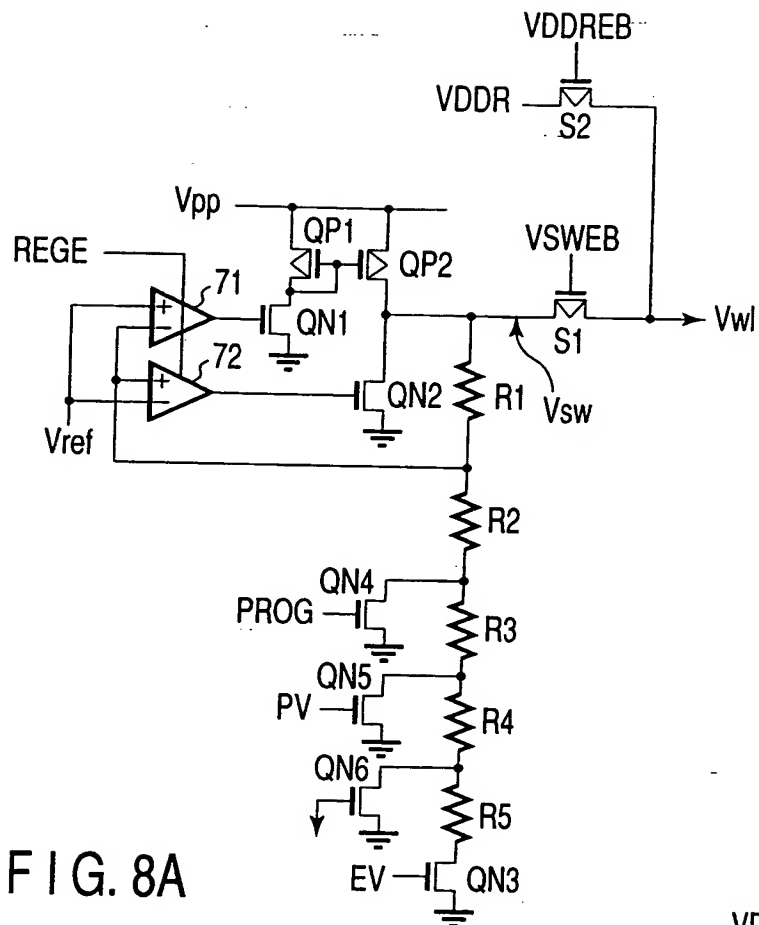 VDDREB
VDDR
S2
Vpp
QP1
QP2
REGE
VSWEB
71
+
−
QN1
S1
Vwl
72
+
−
QN2
R1
Vsw
Vref
R2
QN4
PROG
R3
QN5
PV
R4
QN6
R5
EV
QN3
FIG. 8A